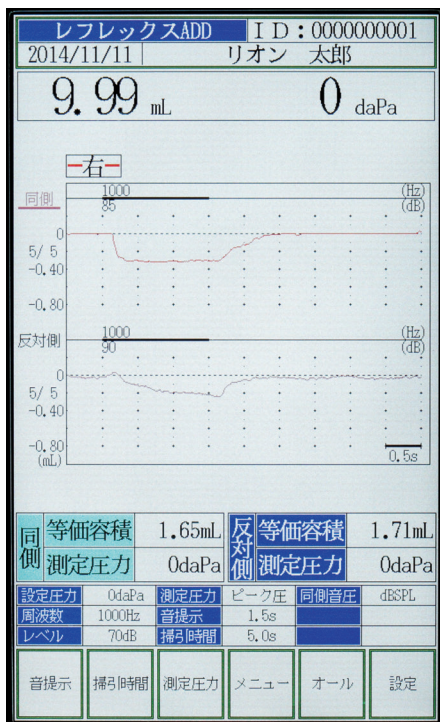 レフレックスADD ID:0000000001
2014/11/11 リオン 太郎
9.99 mL 0 daPa
右
同側 1000 (Hz)
85 (dB)
0
5/ 5
-0.40
-0.80
反対側 1000 (Hz)
90 (dB)
0
5/ 5
-0.40
-0.80
(mL) 0.5s
同側 等価容積 1.65mL 反対側 等価容積 1.71mL
測定圧力 0daPa 測定圧力 0daPa
設定圧力 0daPa 測定圧力 ピーク圧 同側音圧 dBSPL
周波数 1000Hz 音提示 1.5s
レベル 70dB 掃引時間 5.0s
音提示 掃引時間 測定圧力 メニュー オール 設定